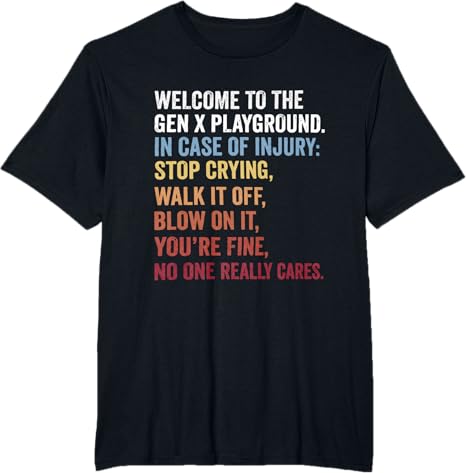 WELCOME TO THE
GEN X PLAYGROUND.
IN CASE OF INJURY:
STOP CRYING,
WALK IT OFF,
BLOW ON IT,
YOU'RE FINE,
NO ONE REALLY CARES.